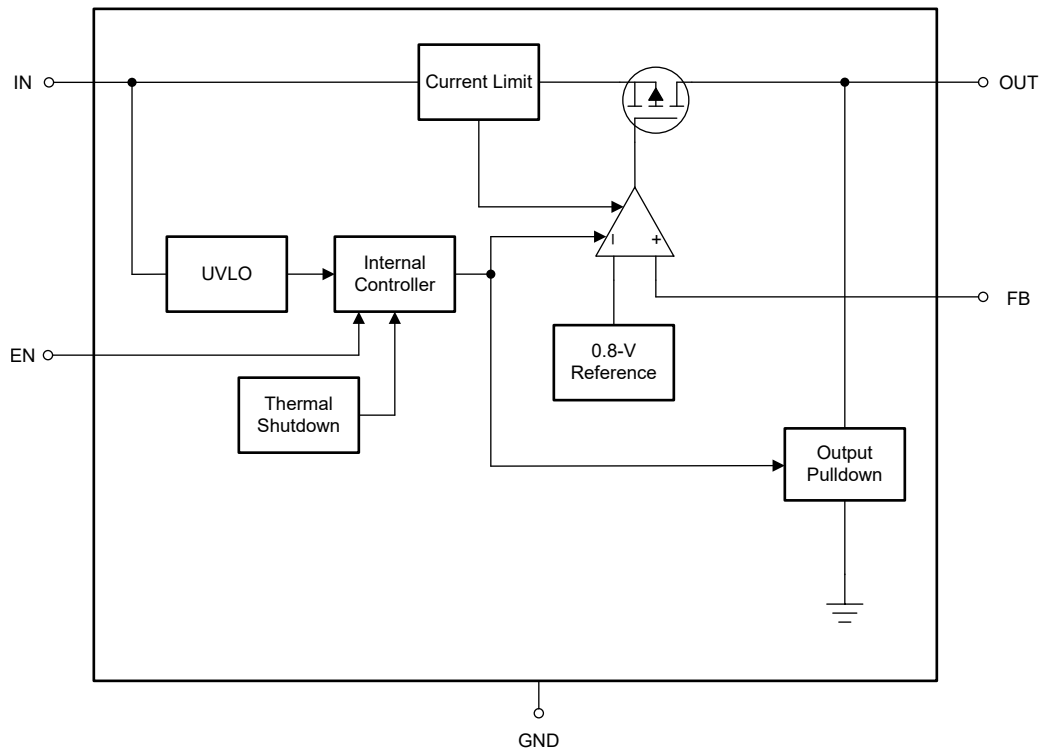 IN
Current Limit
OUT
UVLO
Internal
Controller
− +
FB
EN
0.8-V
Reference
Thermal
Shutdown
Output
Pulldown
GND